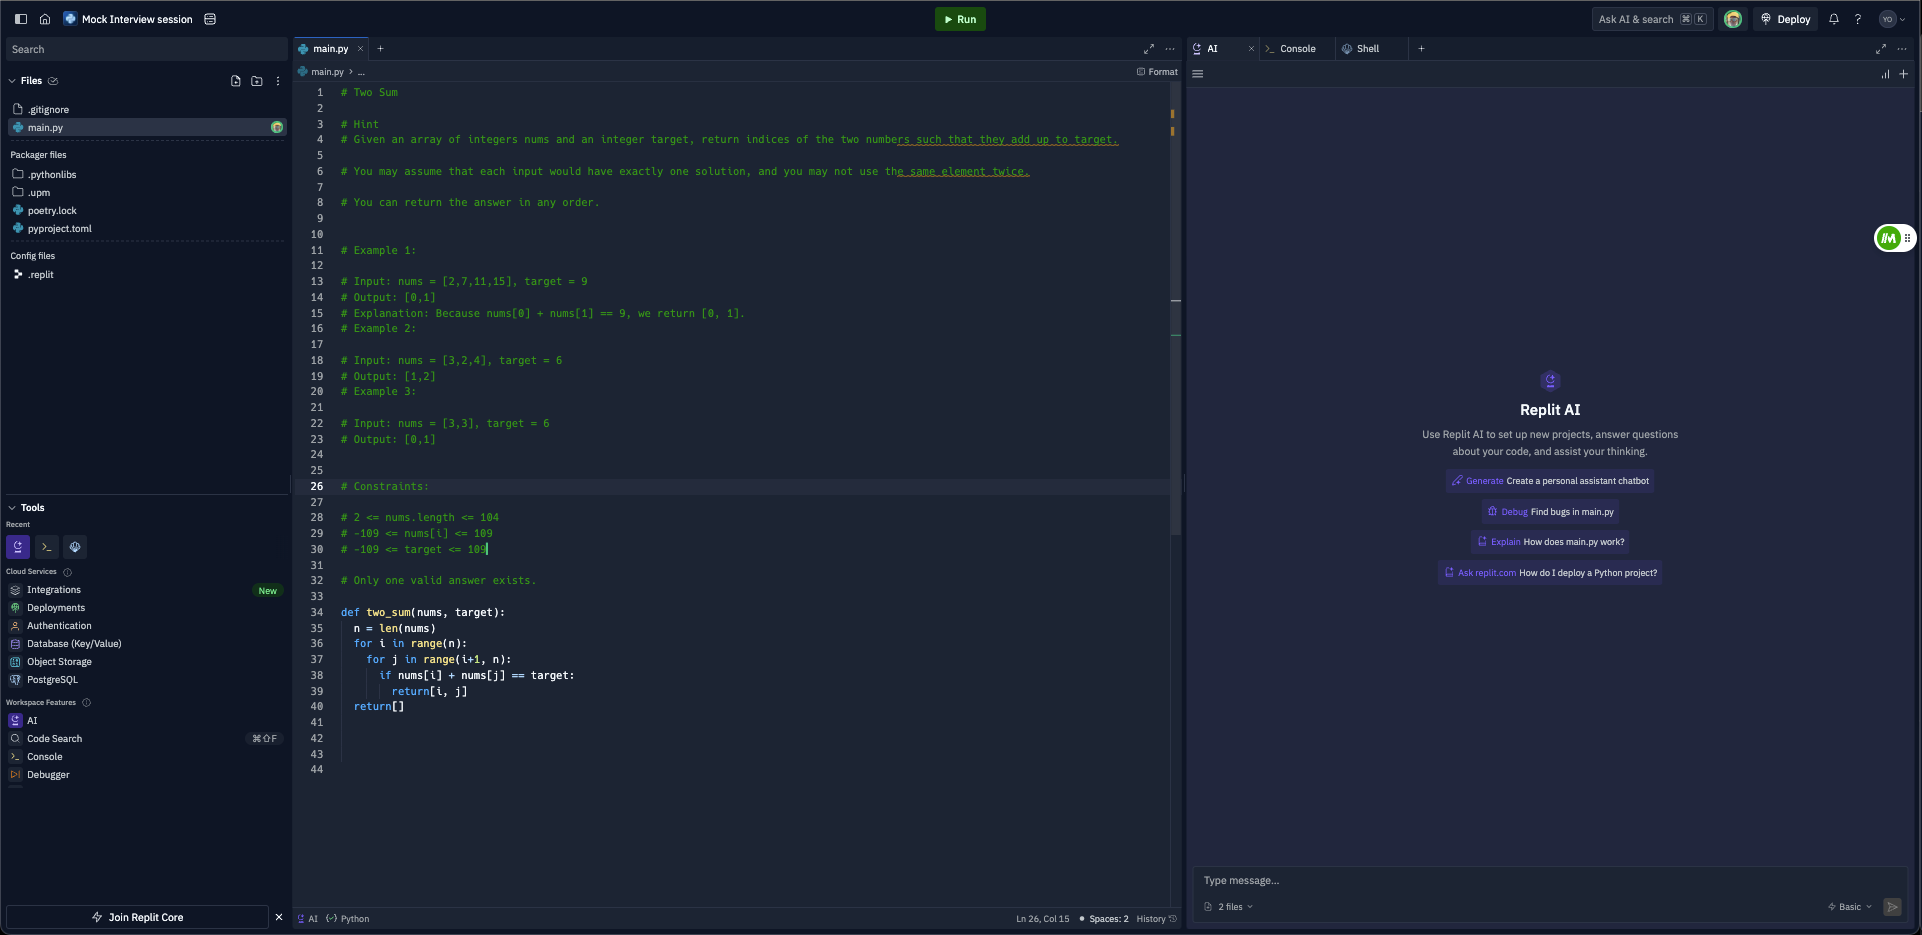 Mock Interview session
Run
Ask AI & search ⌘ K
Deploy
?
YO
Search
Files
.gitignore
main.py
Packager files
.pythonlibs
.upm
poetry.lock
pyproject.toml
Config files
.replit
Tools
Recent
Cloud Services
Integrations New
Deployments
Authentication
Database (Key/Value)
Object Storage
PostgreSQL
Workspace Features
AI
Code Search ⌘⇧F
Console
Debugger
Join Replit Core
main.py
main.py > ...
Format
1 # Two Sum
2
3 # Hint
4 # Given an array of integers nums and an integer target, return indices of the two numbers such that they add up to target.
5
6 # You may assume that each input would have exactly one solution, and you may not use the same element twice.
7
8 # You can return the answer in any order.
9
10
11 # Example 1:
12
13 # Input: nums = [2,7,11,15], target = 9
14 # Output: [0,1]
15 # Explanation: Because nums[0] + nums[1] == 9, we return [0, 1].
16 # Example 2:
17
18 # Input: nums = [3,2,4], target = 6
19 # Output: [1,2]
20 # Example 3:
21
22 # Input: nums = [3,3], target = 6
23 # Output: [0,1]
24
25
26 # Constraints:
27
28 # 2 <= nums.length <= 104
29 # -109 <= nums[i] <= 109
30 # -109 <= target <= 109
31
32 # Only one valid answer exists.
33
34 def two_sum(nums, target):
35 n = len(nums)
36 for i in range(n):
37 for j in range(i+1, n):
38 if nums[i] + nums[j] == target:
39 return[i, j]
40 return[]
41
42
43
44
AI Python
Ln 26, Col 15 • Spaces: 2 History
AI
Console
Shell
Replit AI
Use Replit AI to set up new projects, answer questions
about your code, and assist your thinking.
Generate Create a personal assistant chatbot
Debug Find bugs in main.py
Explain How does main.py work?
Ask replit.com How do I deploy a Python project?
Type message...
2 files
Basic